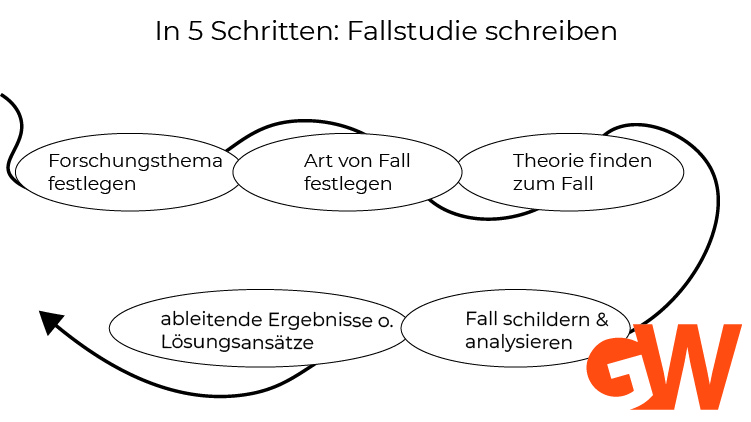 In 5 Schritten: Fallstudie schreiben
Forschungsthema
festlegen
Art von Fall
festlegen
Theorie finden
zum Fall
Fall schildern &
analysieren
ableitende Ergebnisse o.
Lösungsansätze
GW